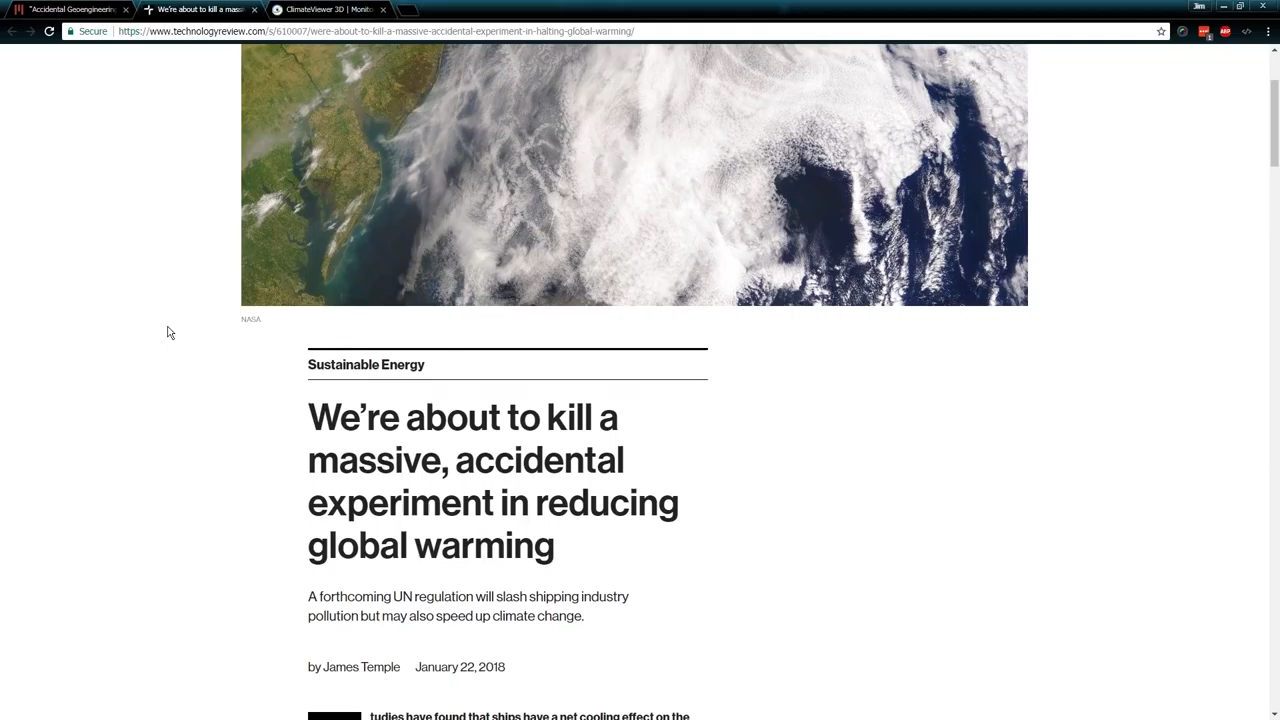 "Accidental Geoengineering
We're about to kill a mass
ClimateViewer 3D | Monito
Jim
Secure
https://www.technologyreview.com/s/610007/were-about-to-kill-a-massive-accidental-experiment-in-halting-global-warming/
ABP
NASA
Sustainable Energy
We're about to kill a
massive, accidental
experiment in reducing
global warming
A forthcoming UN regulation will slash shipping industry
pollution but may also speed up climate change.
by James Temple January 22, 2018
tudies have found that ships have a net cooling effect on the